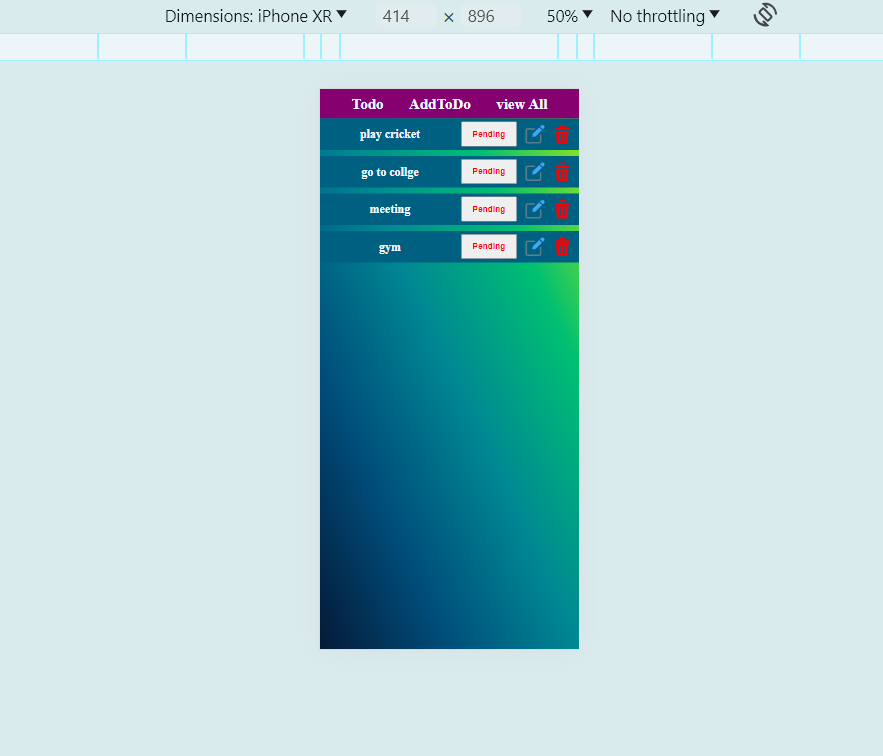 Dimensions: iPhone XR 414 × 896 50% No throttling
Todo AddToDo view All
play cricket Pending
go to collge Pending
meeting Pending
gym Pending